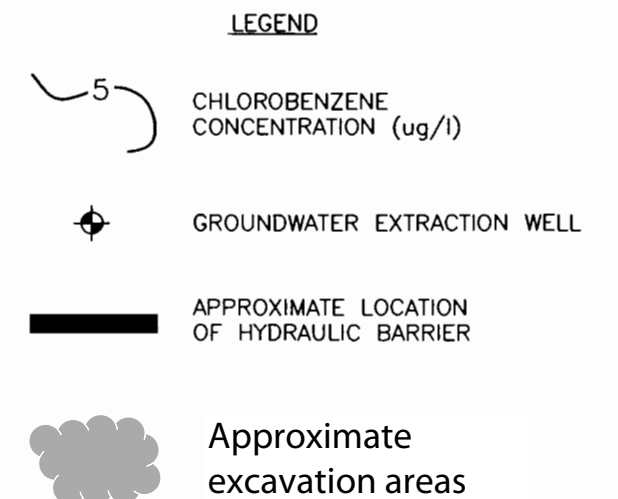 LEGEND
5
CHLOROBENZENE
CONCENTRATION (ug/l)
GROUNDWATER EXTRACTION WELL
APPROXIMATE LOCATION
OF HYDRAULIC BARRIER
Approximate
excavation areas